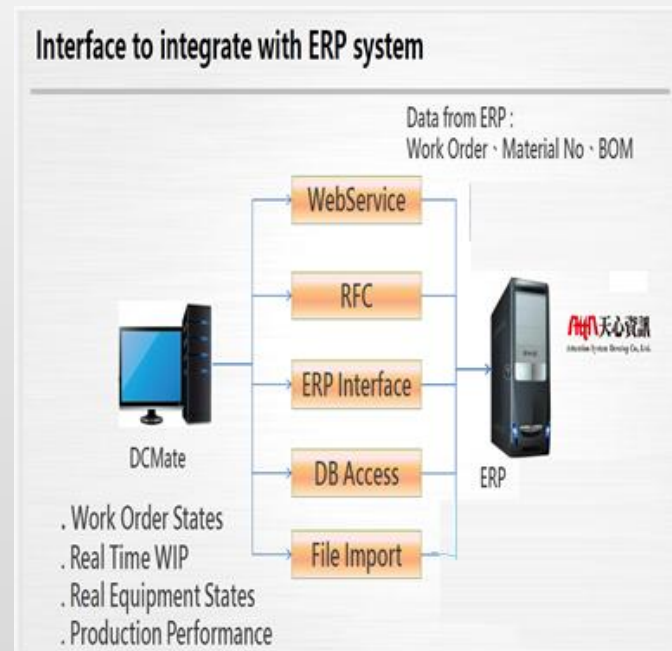 Interface to integrate with ERP system
Data from ERP :
Work Order、Material No、BOM
WebService
RFC
ERP Interface
DB Access
File Import
DCMate
天心資訊
ERP
. Work Order States
. Real Time WIP
. Real Equipment States
. Production Performance